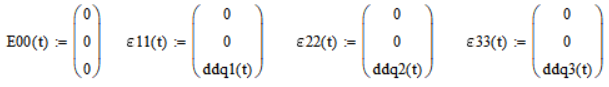 E00(t) := (0 0 0) ε11(t) := (0 0 ddq1(t)) ε22(t) := (0 0 ddq2(t)) ε33(t) := (0 0 ddq3(t))